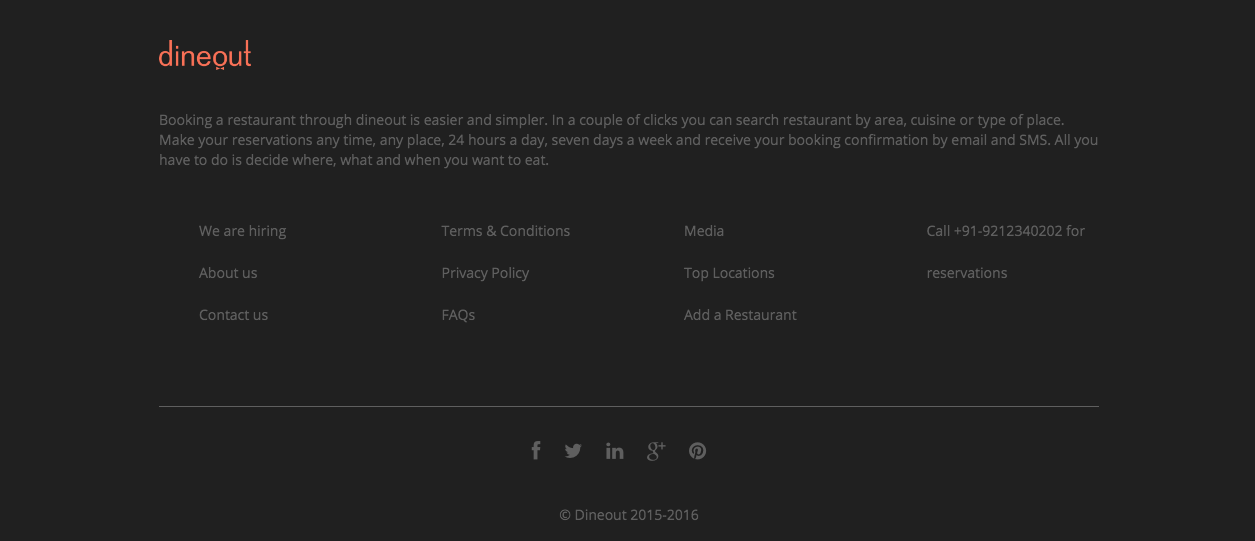 dineout
Booking a restaurant through dineout is easier and simpler. In a couple of clicks you can search restaurant by area, cuisine or type of place.
Make your reservations any time, any place, 24 hours a day, seven days a week and receive your booking confirmation by email and SMS. All you
have to do is decide where, what and when you want to eat.
We are hiring
About us
Contact us
Terms & Conditions
Privacy Policy
FAQs
Media
Top Locations
Add a Restaurant
Call +91-9212340202 for
reservations
© Dineout 2015-2016